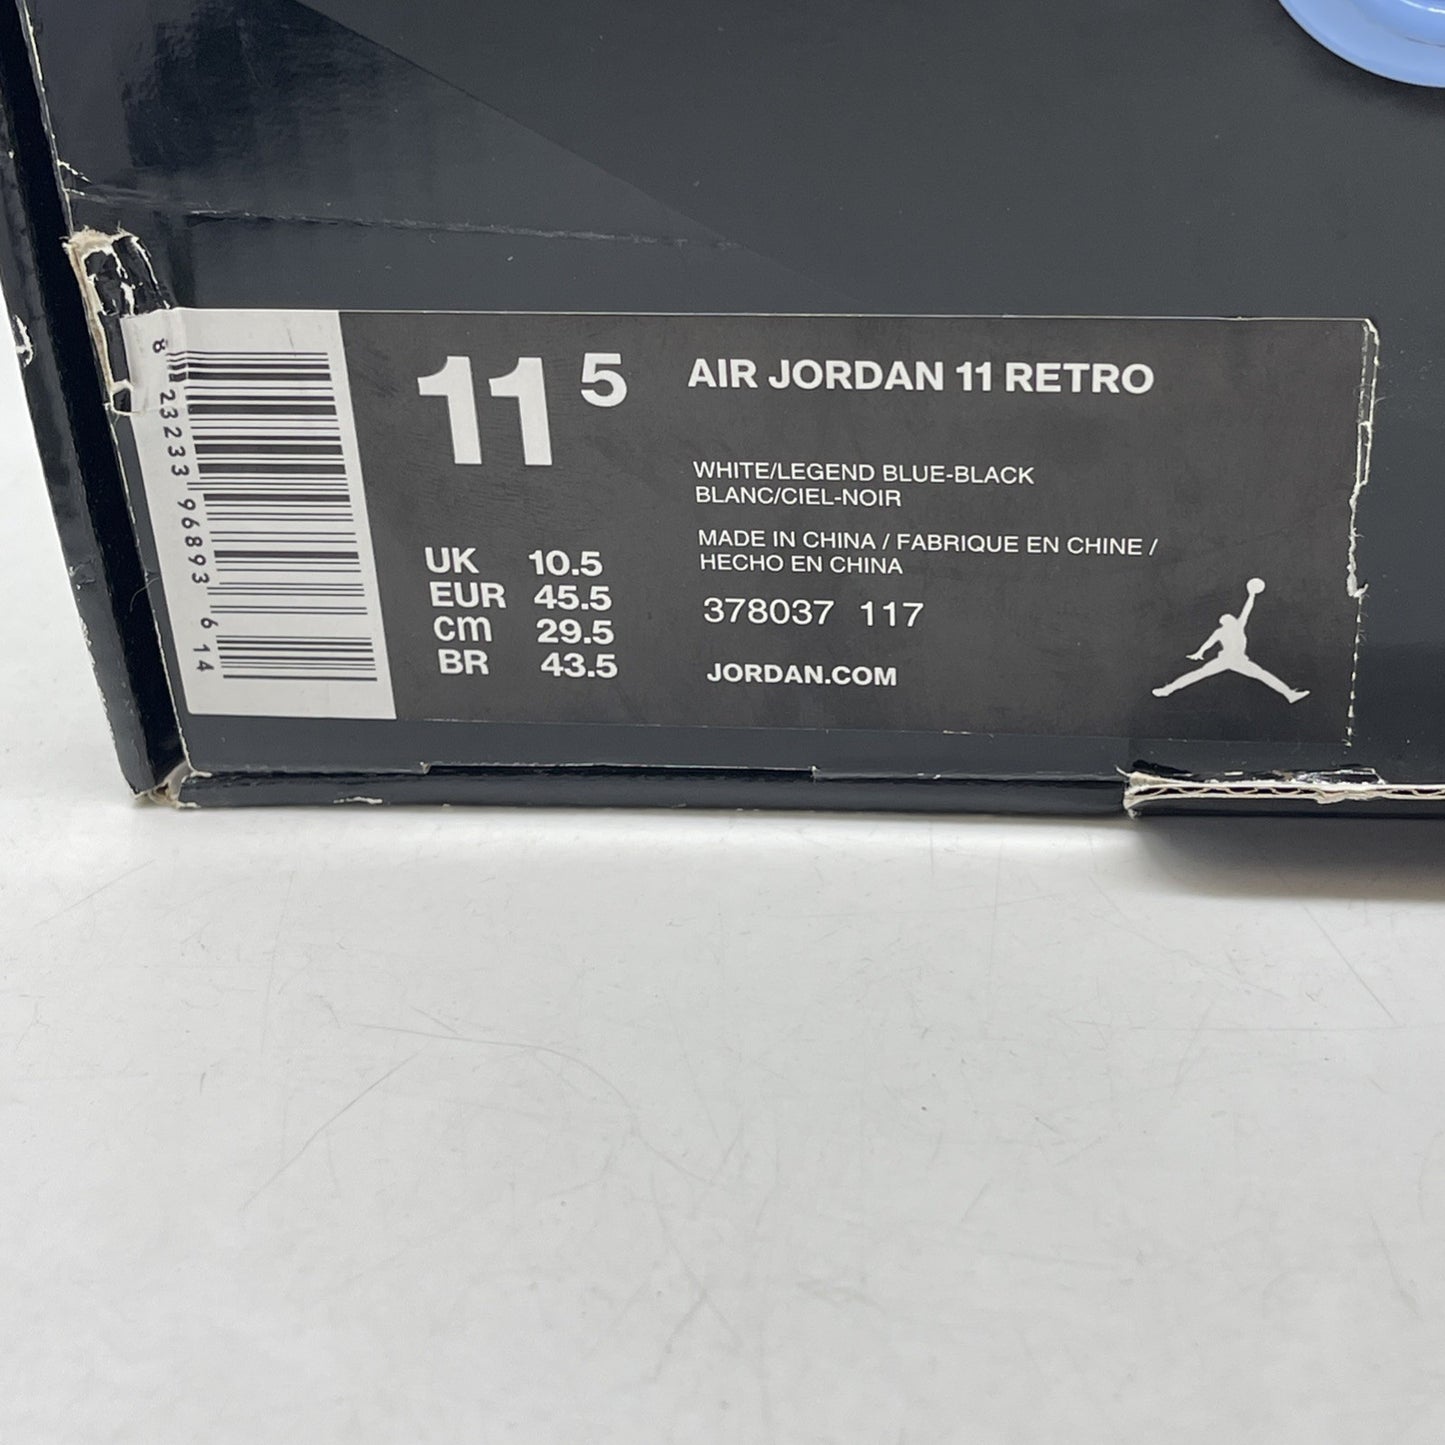 8 23233 96893 6 14
11 5
AIR JORDAN 11 RETRO
WHITE/LEGEND BLUE-BLACK
BLANC/CIEL-NOIR
MADE IN CHINA / FABRIQUE EN CHINE /
HECHO EN CHINA
378037 117
JORDAN.COM
UK 10.5
EUR 45.5
cm 29.5
BR 43.5